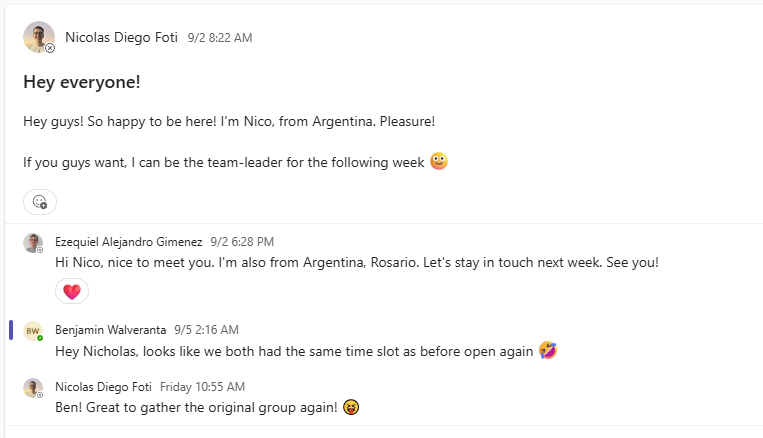 Nicolas Diego Foti 9/2 8:22 AM
Hey everyone!
Hey guys! So happy to be here! I'm Nico, from Argentina. Pleasure!
If you guys want, I can be the team-leader for the following week
Ezequiel Alejandro Gimenez 9/2 6:28 PM
Hi Nico, nice to meet you. I'm also from Argentina, Rosario. Let's stay in touch next week. See you!
BW Benjamin Walveranta 9/5 2:16 AM
Hey Nicholas, looks like we both had the same time slot as before open again
Nicolas Diego Foti Friday 10:55 AM
Ben! Great to gather the original group again!